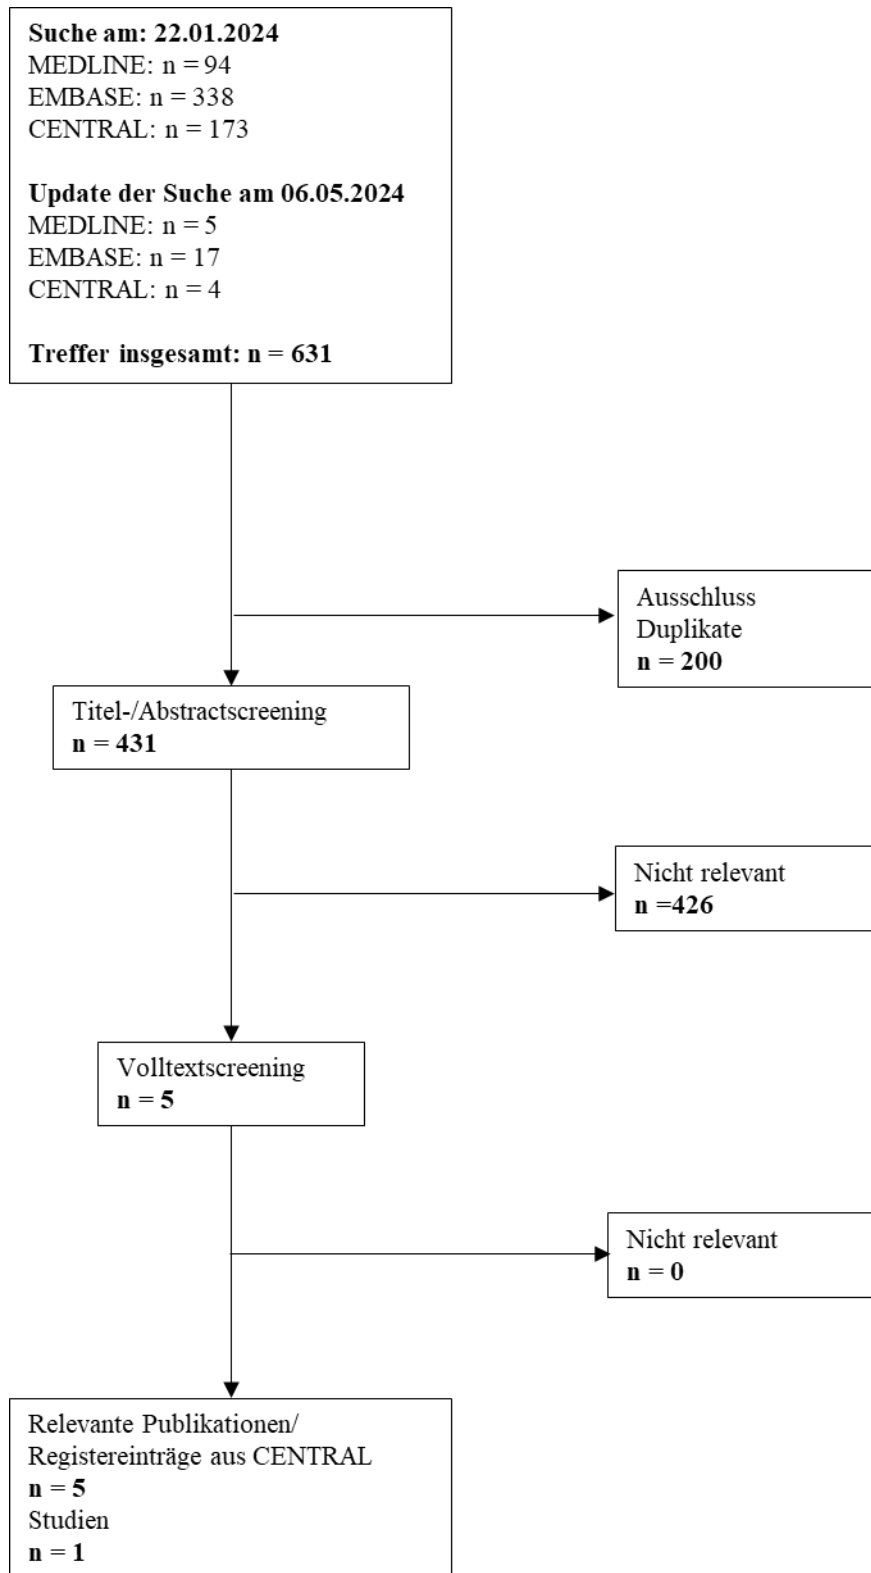 Suche am: 22.01.2024
MEDLINE: n = 94
EMBASE: n = 338
CENTRAL: n = 173
Update der Suche am 06.05.2024
MEDLINE: n = 5
EMBASE: n = 17
CENTRAL: n = 4
Treffer insgesamt: n = 631
Ausschluss
Duplikate
n = 200
Titel-/Abstractscreening
n = 431
Nicht relevant
n =426
Volltextscreening
n = 5
Nicht relevant
n = 0
Relevante Publikationen/
Registereinträge aus CENTRAL
n = 5
Studien
n = 1